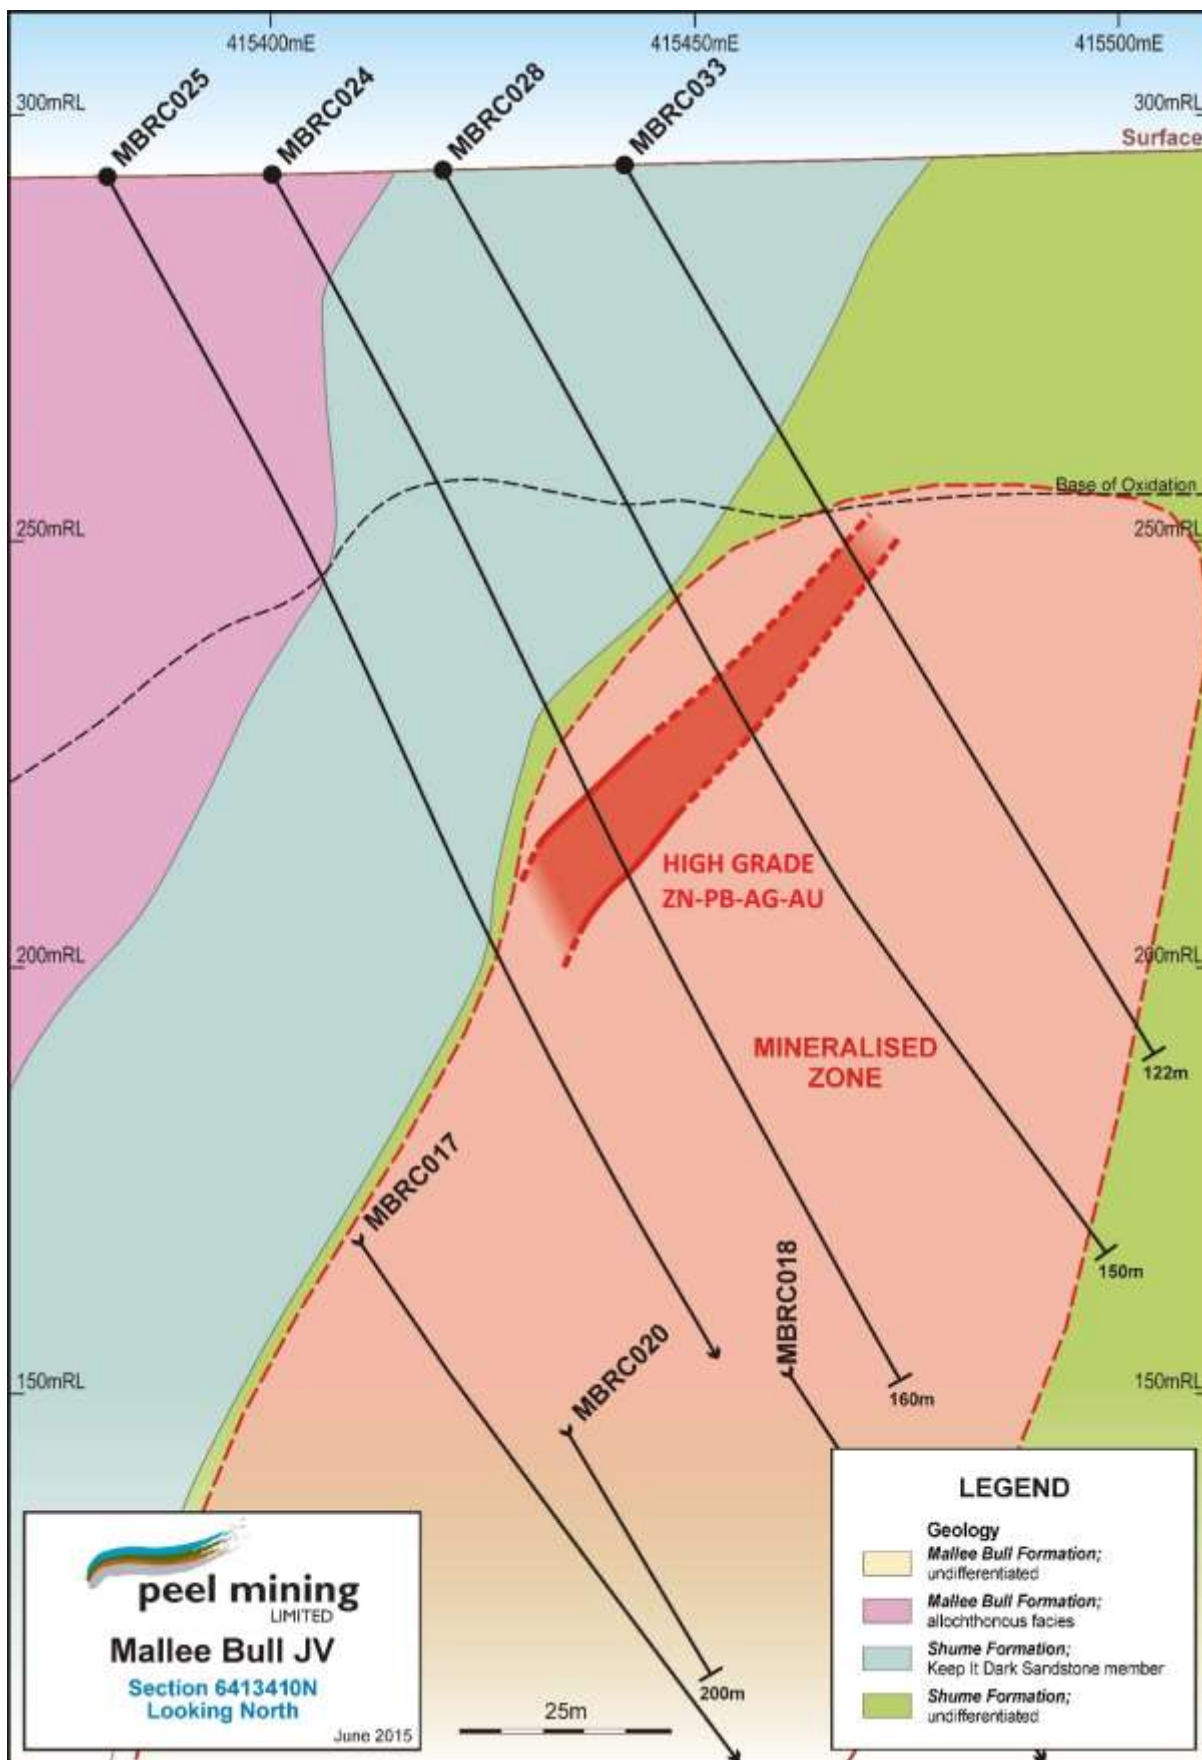 415400mE
415450mE
415500mE
300mRL
MBRC025
MBRC024
MBRC028
MBRC033
300mRL
Surface
Base of Oxidation
250mRL
250mRL
HIGH GRADE
ZN-PB-AG-AU
200mRL
200mRL
MINERALISED
ZONE
122m
MBRC017
MBRC018
150m
MBRC020
150mRL
160m
150mRL
200m
25m
peel mining
LIMITED
Mallee Bull JV
Section 6413410N
Looking North
June 2015
LEGEND
Geology
Mallee Bull Formation;
undifferentiated
Mallee Bull Formation;
allochthonous facies
Shume Formation;
Keep It Dark Sandstone member
Shume Formation;
undifferentiated